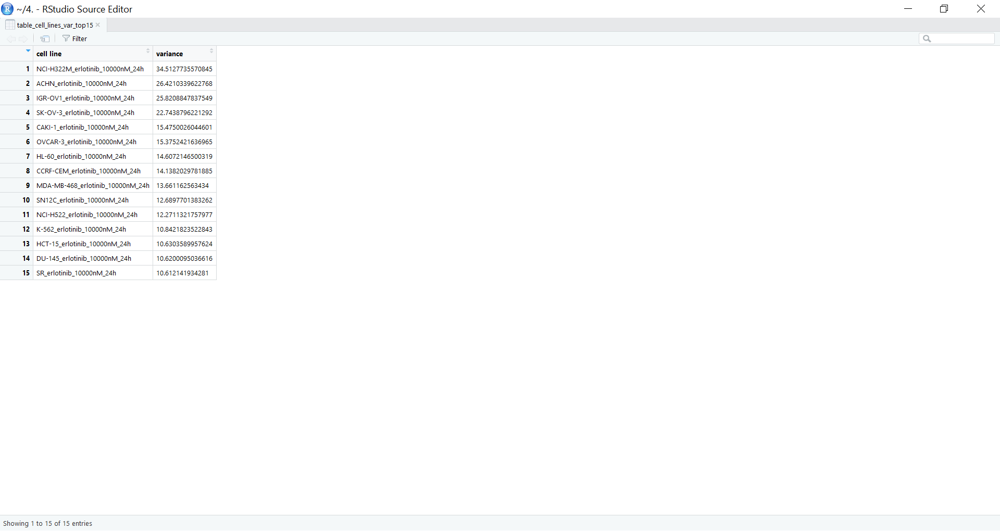 R ~/4. - RStudio Source Editor
table_cell_lines_var_top15
Filter
cell line variance
1 NCI-H322M_erlotinib_10000nM_24h 34.5127735570845
2 ACHN_erlotinib_10000nM_24h 26.4210339622768
3 IGR-OV1_erlotinib_10000nM_24h 25.8208847837549
4 SK-OV-3_erlotinib_10000nM_24h 22.7438796221292
5 CAKI-1_erlotinib_10000nM_24h 15.4750026044601
6 OVCAR-3_erlotinib_10000nM_24h 15.3752421636965
7 HL-60_erlotinib_10000nM_24h 14.6072146500319
8 CCRF-CEM_erlotinib_10000nM_24h 14.1382029781885
9 MDA-MB-468_erlotinib_10000nM_24h 13.661162563434
10 SN12C_erlotinib_10000nM_24h 12.6897701383262
11 NCI-H522_erlotinib_10000nM_24h 12.2711321757977
12 K-562_erlotinib_10000nM_24h 10.8421823522843
13 HCT-15_erlotinib_10000nM_24h 10.6303589957624
14 DU-145_erlotinib_10000nM_24h 10.6200095036616
15 SR_erlotinib_10000nM_24h 10.612141934281
Showing 1 to 15 of 15 entries